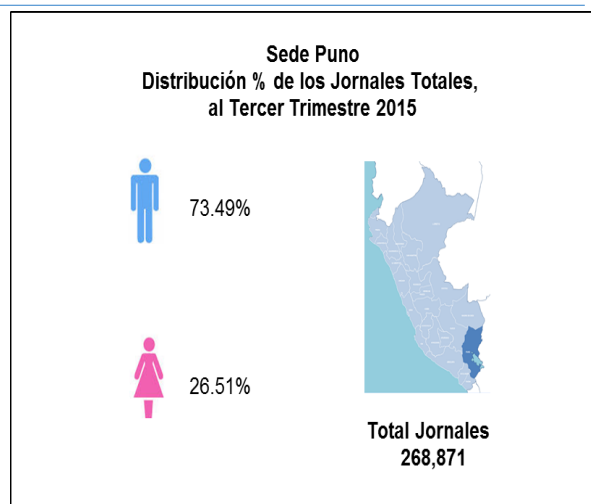 Sede Puno
Distribución % de los Jornales Totales,
al Tercer Trimestre 2015
73.49%
26.51%
Total Jornales
268,871